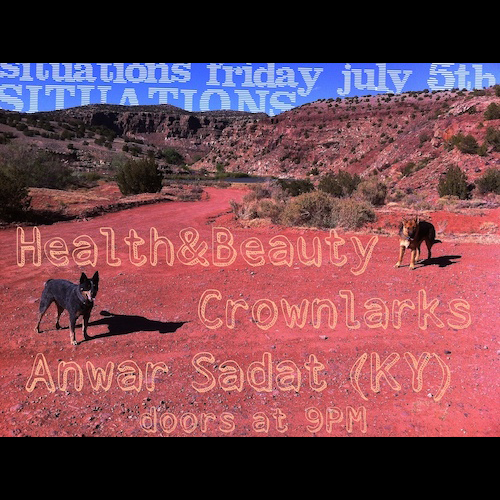 situations friday july 5th
SITUATIONS
Health&Beauty
Crownlarks
Anwar Sadat (KY)
doors at 9PM